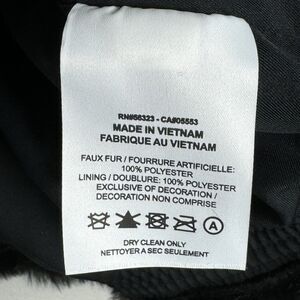 RN#56323 - CA#05553
MADE IN VIETNAM
FABRIQUE AU VIETNAM
FAUX FUR / FOURRURE ARTIFICIELLE:
100% POLYESTER
LINING / DOUBLURE: 100% POLYESTER
EXCLUSIVE OF DECORATION /
DECORATION NON COMPRISE
A
DRY CLEAN ONLY
NETTOYER A SEC SEULEMENT